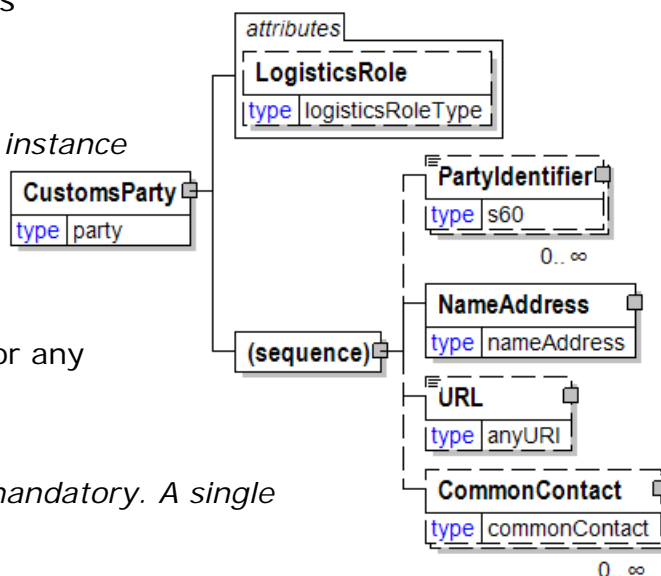 s
attributes
LogisticsRole
type logisticsRoleType
instance
CustomsParty
type party
PartyIdentifier
type s60
0.. ∞
NameAddress
type nameAddress
or any
(sequence)
URL
type anyURI
nandatory. A single
CommonContact
type commonContact
0.. ∞